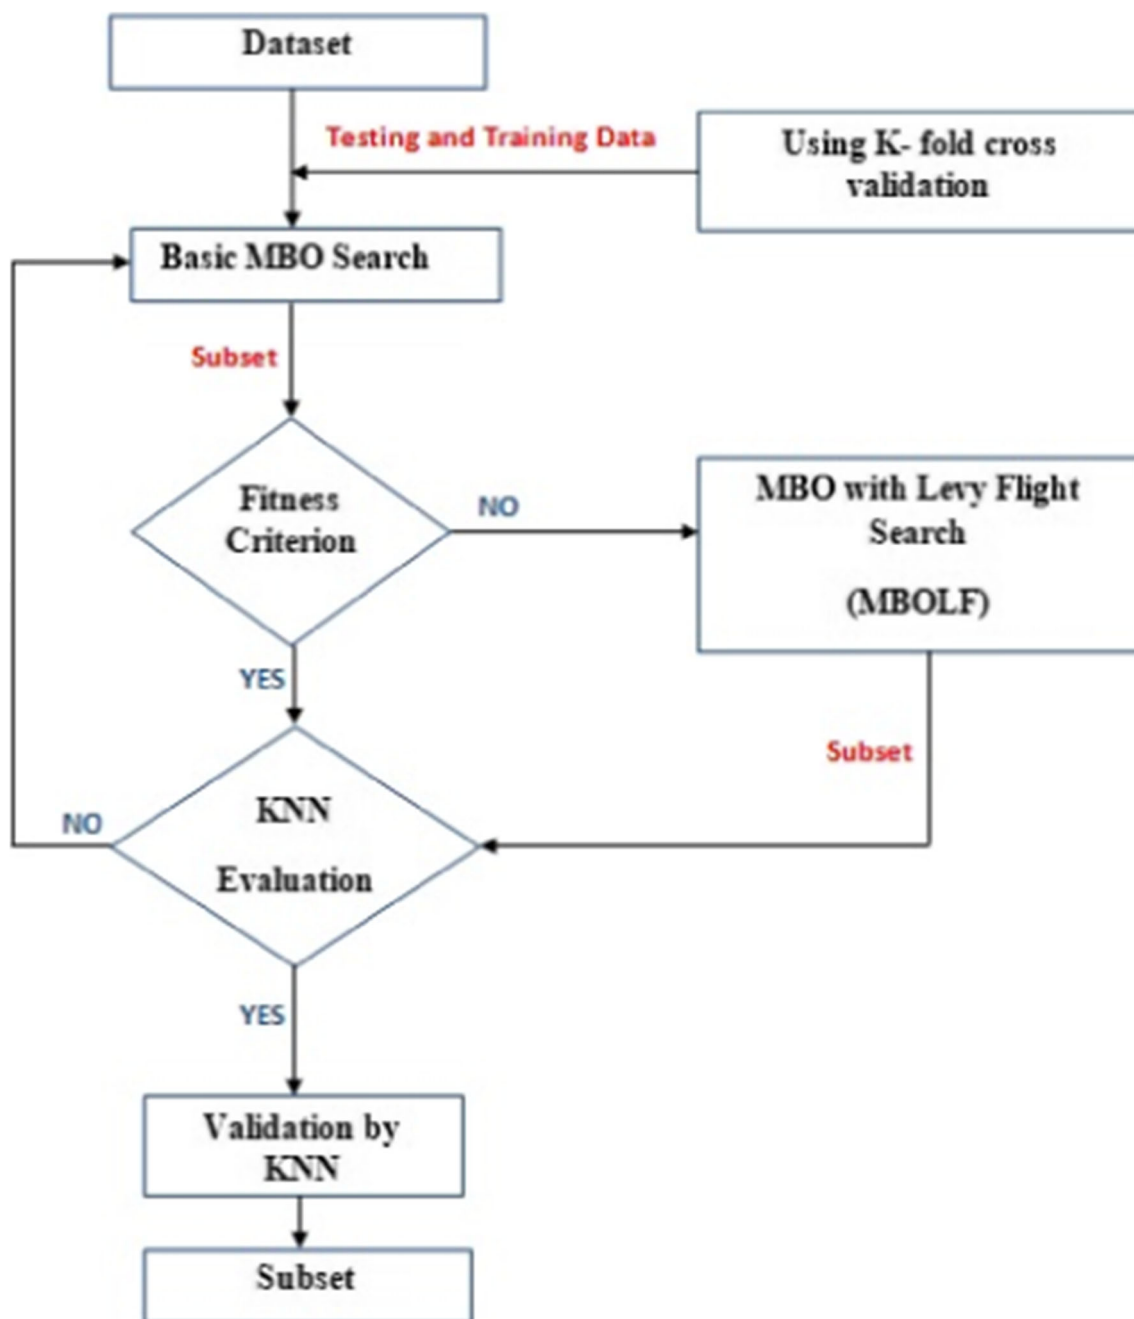 Dataset
Testing and Training Data
Using K- fold cross
validation
Basic MBO Search
Subset
Fitness
Criterion
NO
MBO with Levy Flight
Search
(MBOLF)
YES
Subset
KNN
Evaluation
NO
YES
Validation by
KNN
Subset